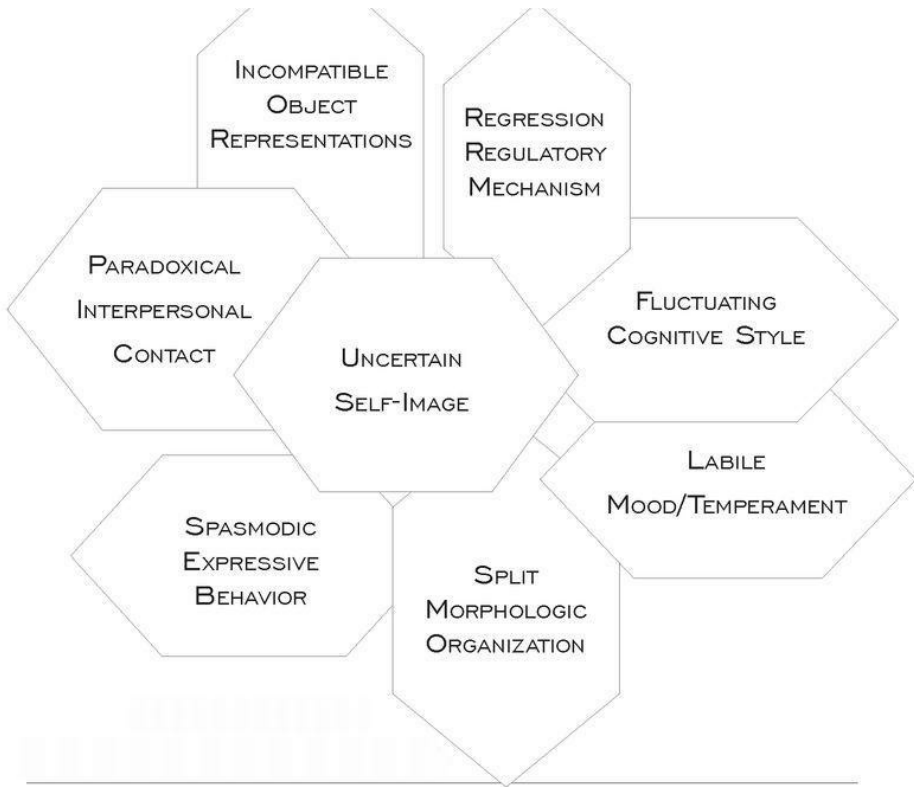 Incompatible
Object
Representations
Regression
Regulatory
Mechanism
Paradoxical
Interpersonal
Contact
Fluctuating
Cognitive Style
Uncertain
Self-Image
Labile
Mood/Temperament
Spasmodic
Expressive
Behavior
Split
Morphologic
Organization